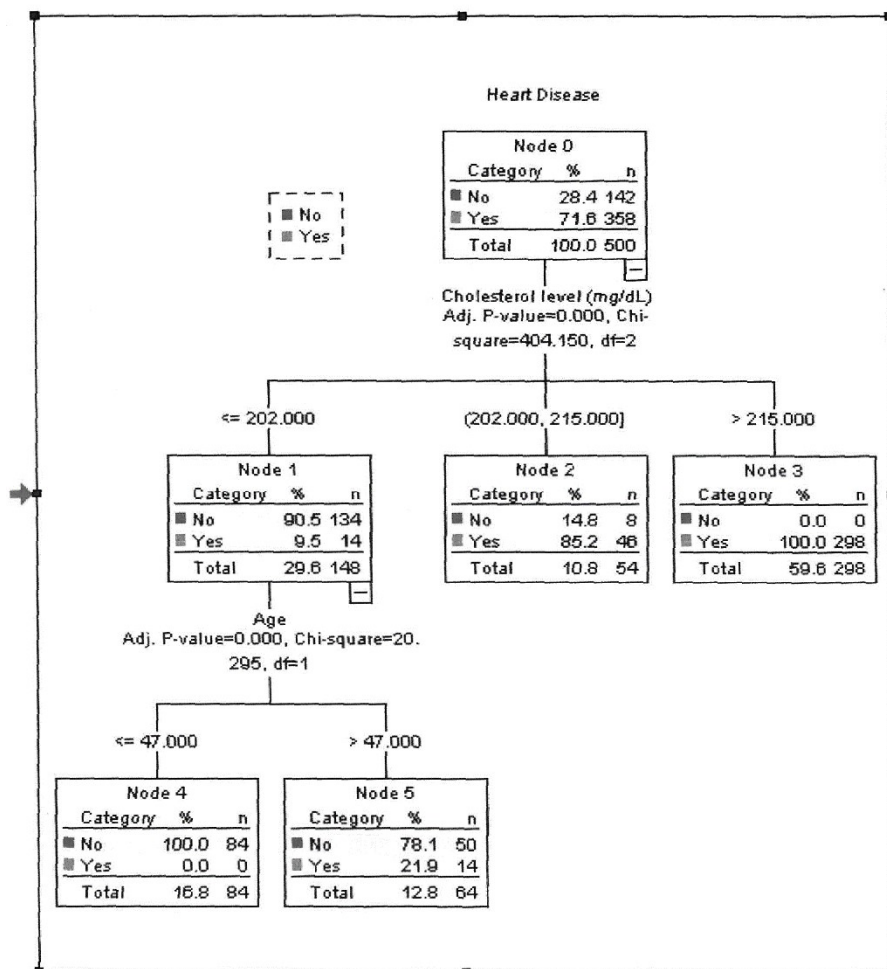 Heart Disease
Node 0
Category % n
No 28.4 142
Yes 71.6 358
Total 100.0 500
No
Yes
Cholesterol level (mg/dL)
Adj. P-value=0.000, Chi-
square=404.150, df=2
<= 202.000
(202.000, 215.000]
> 215.000
Node 1
Category % n
No 90.5 134
Yes 9.5 14
Total 29.6 148
Node 2
Category % n
No 14.8 8
Yes 85.2 46
Total 10.8 54
Node 3
Category % n
No 0.0 0
Yes 100.0 298
Total 59.6 298
Age
Adj. P-value=0.000, Chi-square=20.
295, df=1
<= 47.000
> 47.000
Node 4
Category % n
No 100.0 84
Yes 0.0 0
Total 16.8 84
Node 5
Category % n
No 78.1 50
Yes 21.9 14
Total 12.8 64